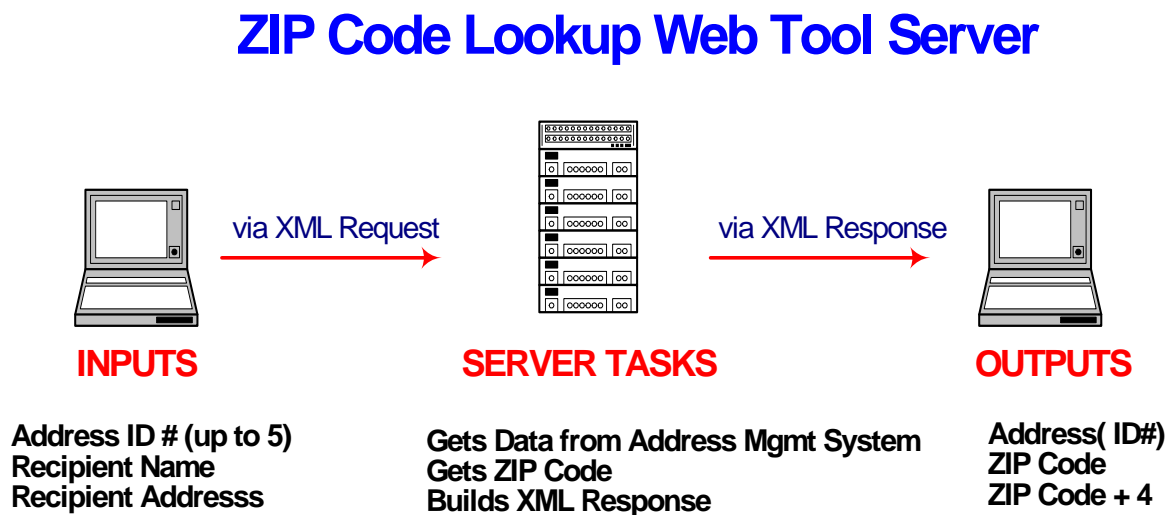 ZIP Code Lookup Web Tool Server
via XML Request
via XML Response
INPUTS
SERVER TASKS
OUTPUTS
Address ID # (up to 5)
Recipient Name
Recipient Addresss
Gets Data from Address Mgmt System
Gets ZIP Code
Builds XML Response
Address( ID#)
ZIP Code
ZIP Code + 4